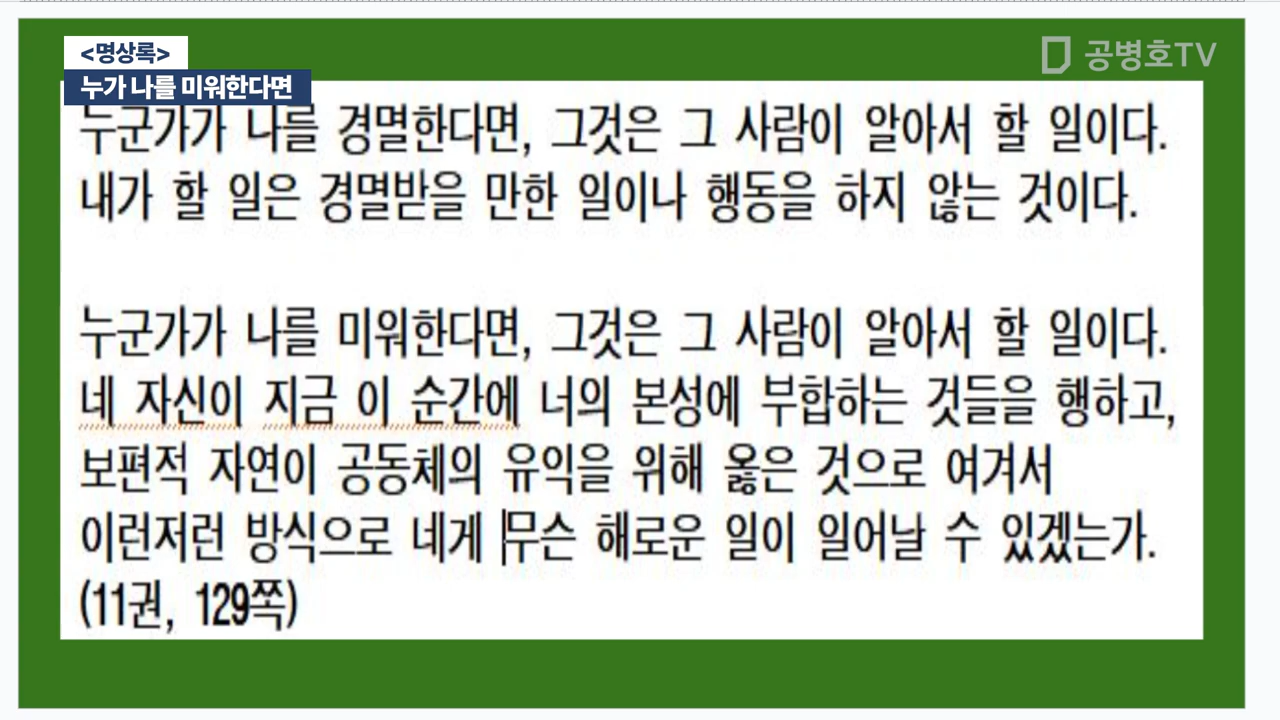 <명상록>
누가 나를 미워한다면
공병호TV
누군가가 나를 경멸한다면, 그것은 그 사람이 알아서 할 일이다.
내가 할 일은 경멸받을 만한 일이나 행동을 하지 않는 것이다.
누군가가 나를 미워한다면, 그것은 그 사람이 알아서 할 일이다.
네 자신이 지금 이 순간에 너의 본성에 부합하는 것들을 행하고,
보편적 자연이 공동체의 유익을 위해 옳은 것으로 여겨서
이런저런 방식으로 네게 무슨 해로운 일이 일어날 수 있겠는가.
(11권, 129쪽)